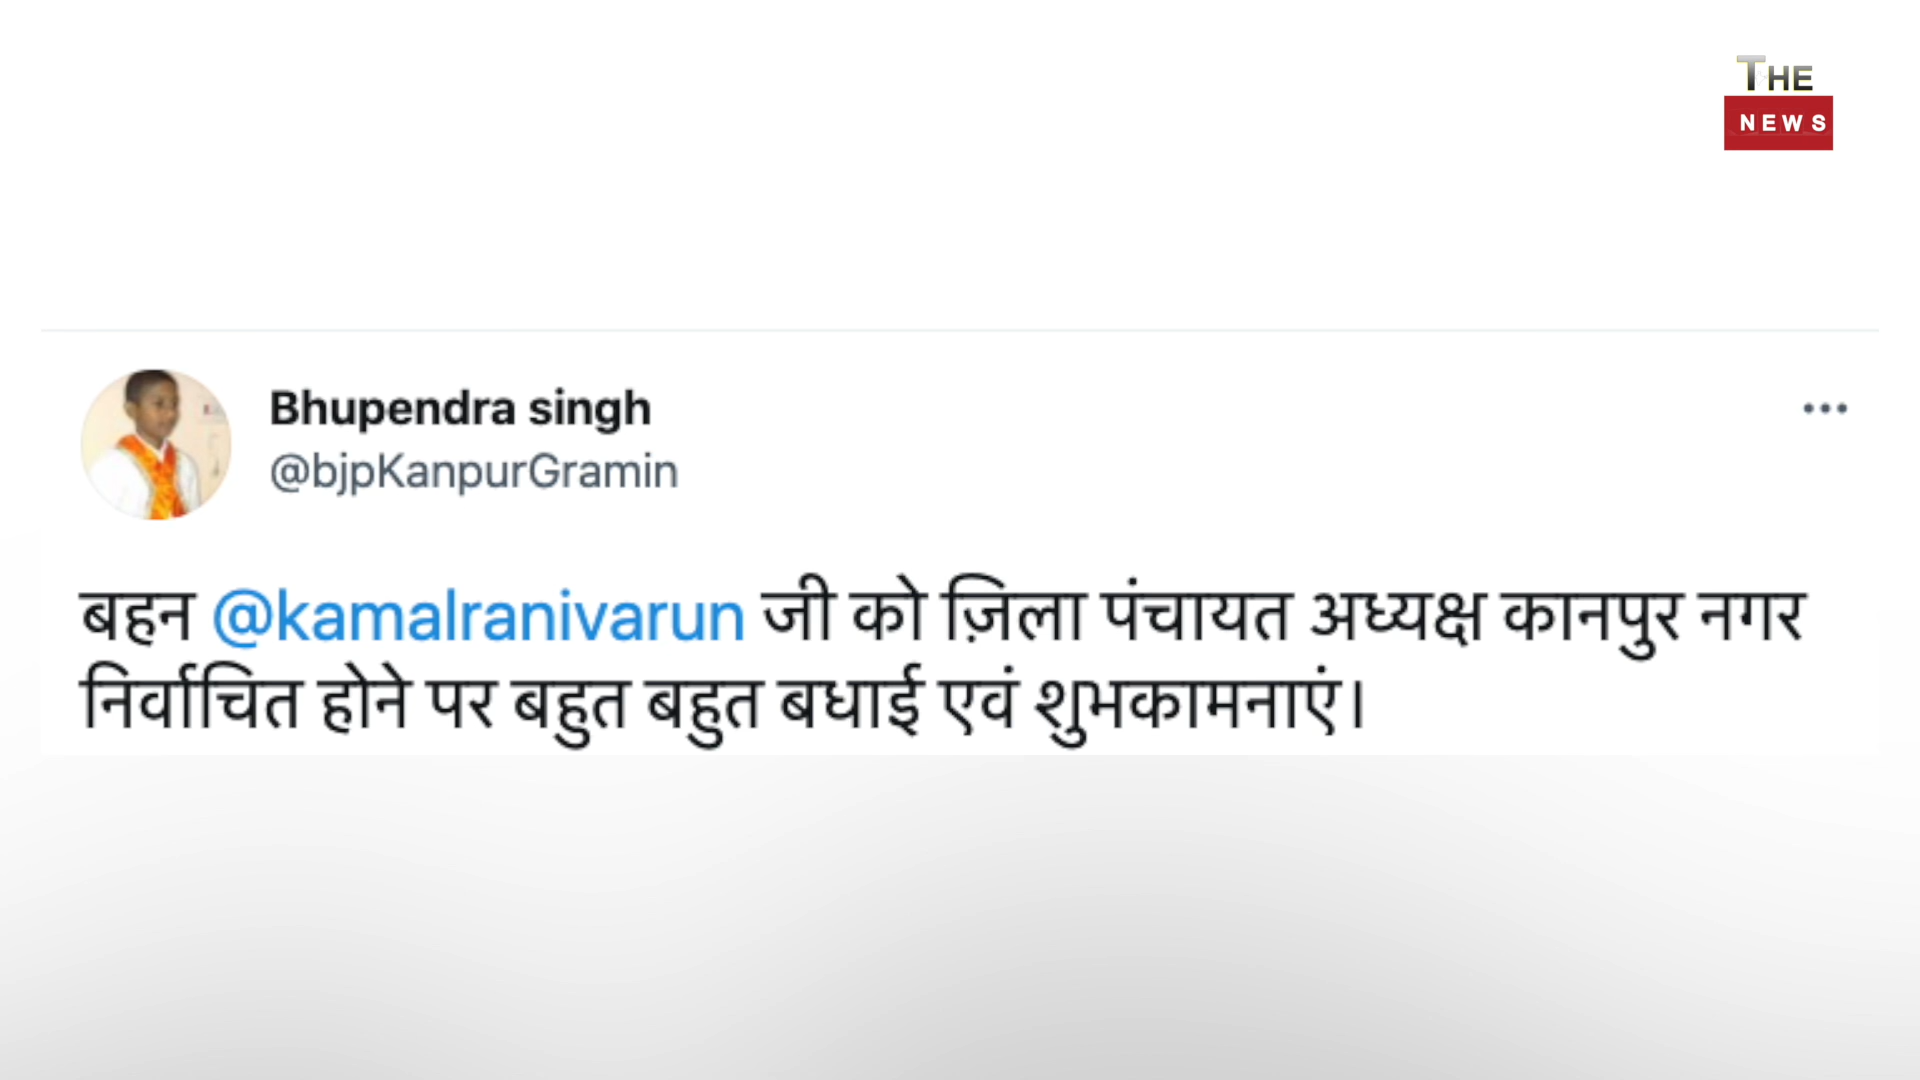 THE
NEWS
Bhupendra singh
@bjpKanpurGramin
बहन @kamalranivarun जी को ज़िला पंचायत अध्यक्ष कानपुर नगर
निर्वाचित होने पर बहुत बहुत बधाई एवं शुभकामनाएं।